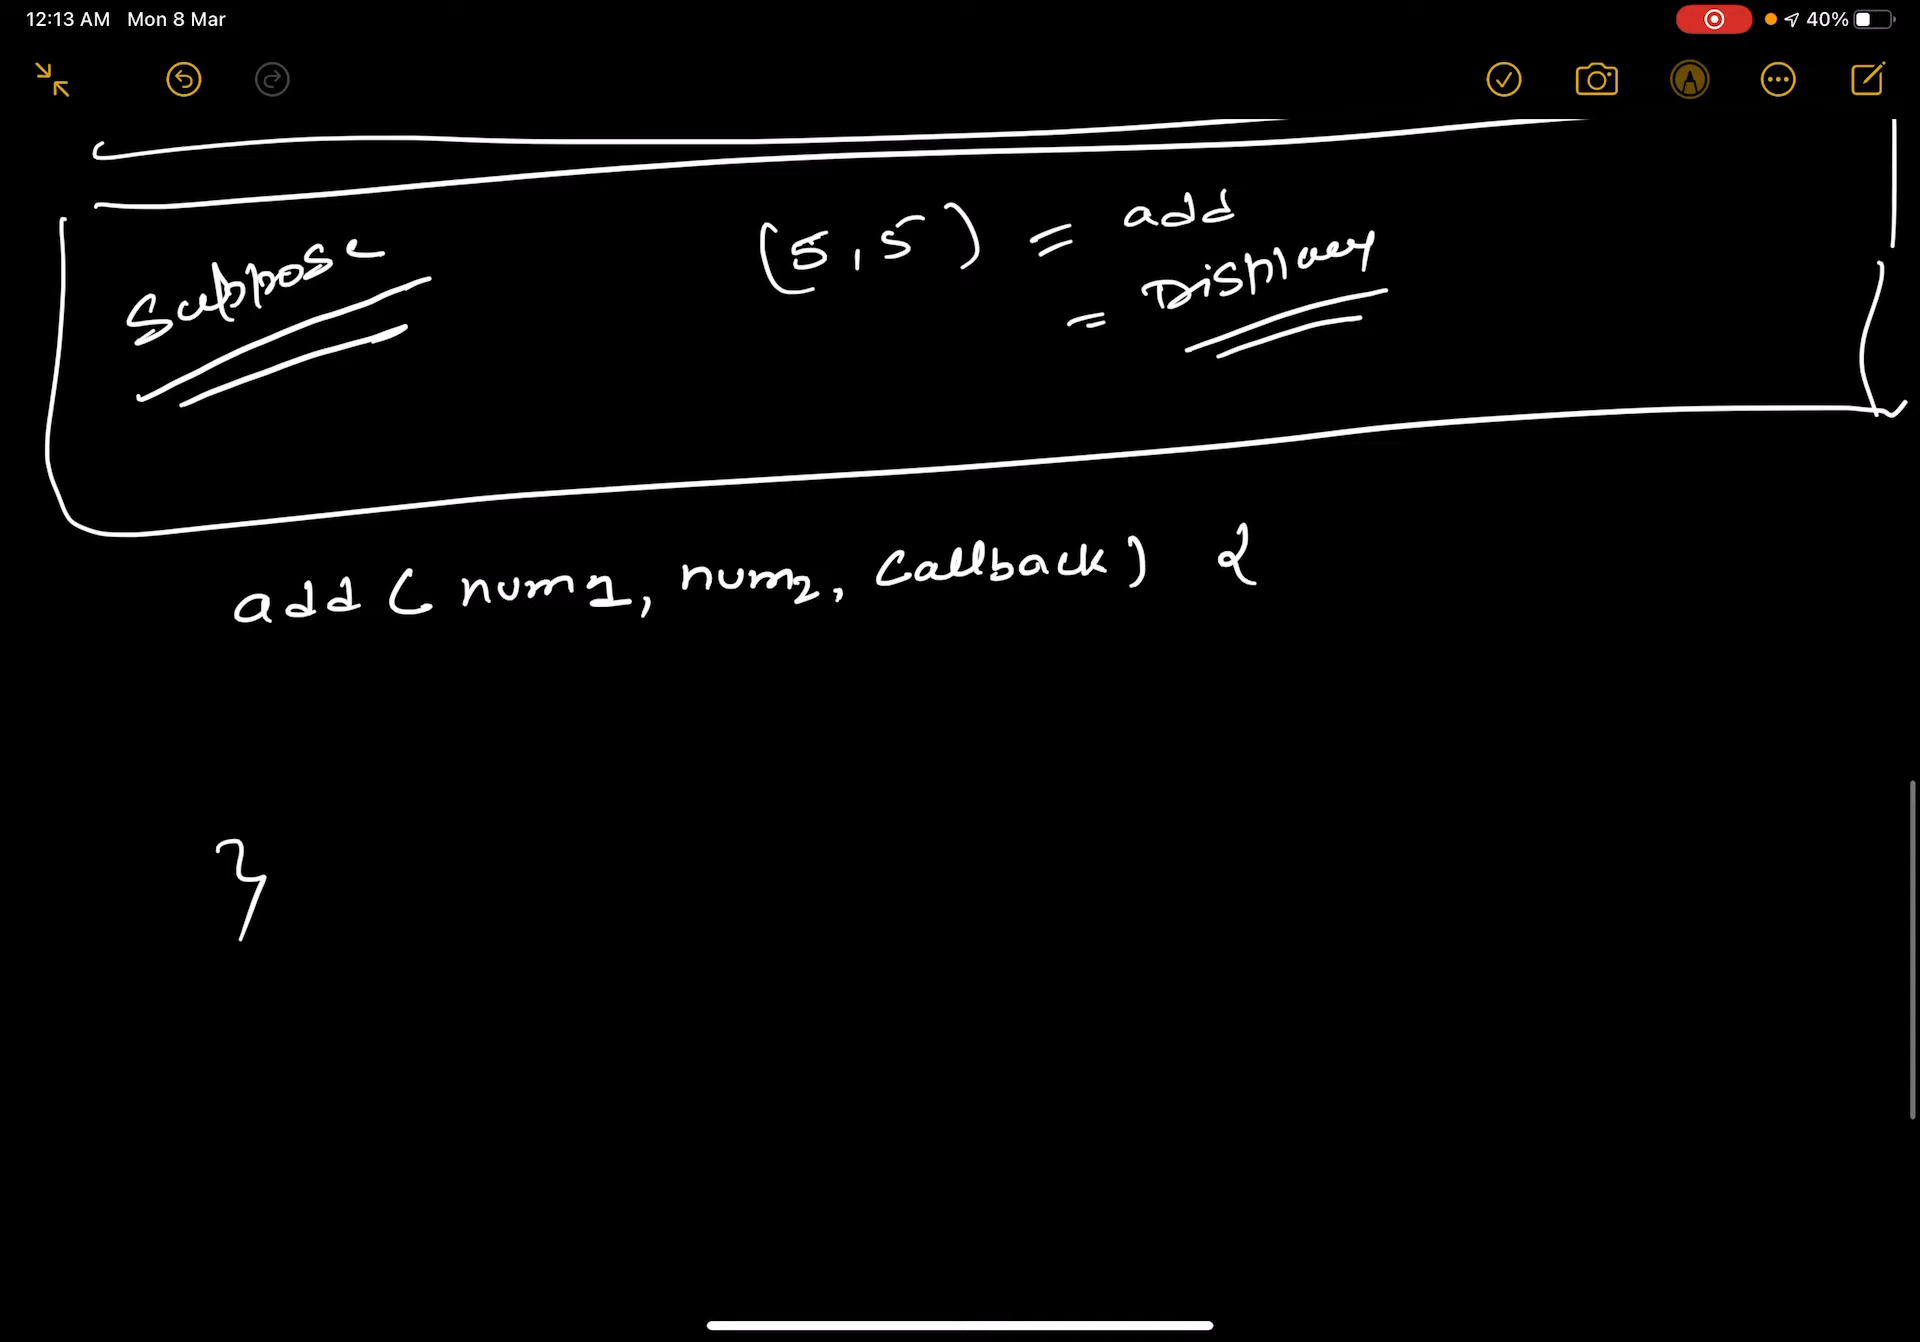 12:13 AM Mon 8 Mar 40%
Suppose (5,5) = add
= Display
add ( num1, num2, Callback) {
}